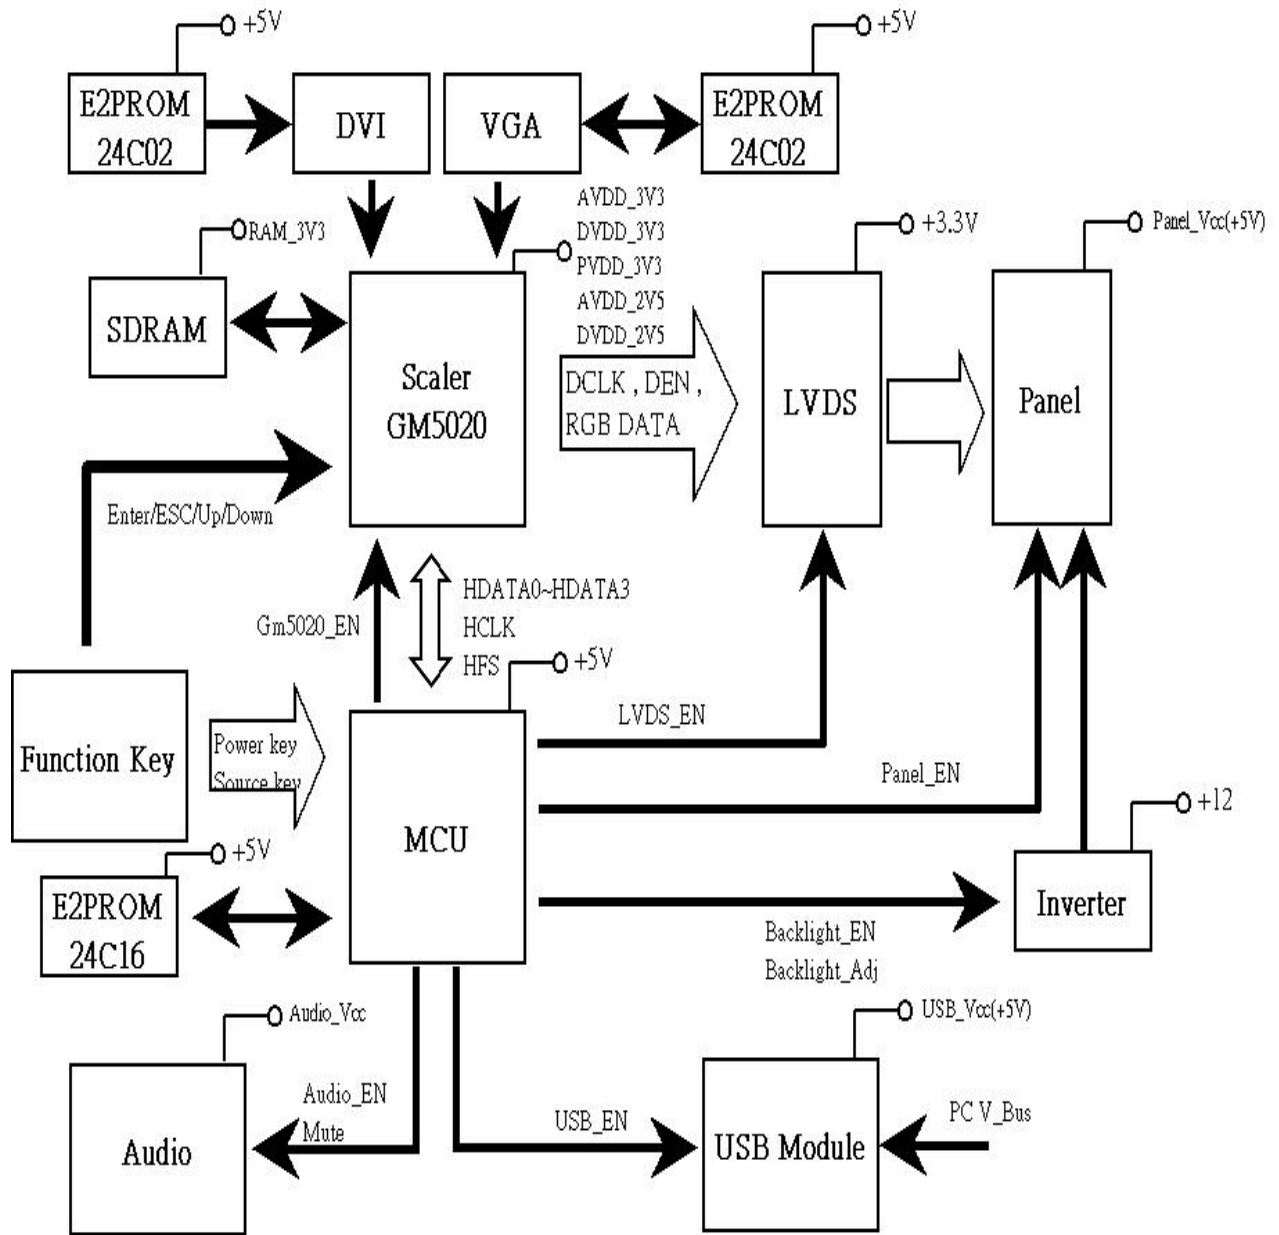 +5V
+5V
E2PROM
24C02
DVI
VGA
E2PROM
24C02
AVDD_3V3
DVDD_3V3
PVDD_3V3
AVDD_2V5
DVDD_2V5
RAM_3V3
+3.3V
Panel_Vcc(+5V)
SDRAM
Scaler
GM5020
DCLK , DEN ,
RGB DATA
LVDS
Panel
Enter/ESC/Up/Down
Gm5020_EN
HDATA0~HDATA3
HCLK
HFS
+5V
Function Key
Power key
Source key
LVDS_EN
Panel_EN
MCU
+12
+5V
E2PROM
24C16
Inverter
Backlight_EN
Backlight_Adj
Audio_Vcc
USB_Vcc(+5V)
Audio_EN
Mute
USB_EN
PC V_Bus
Audio
USB Module